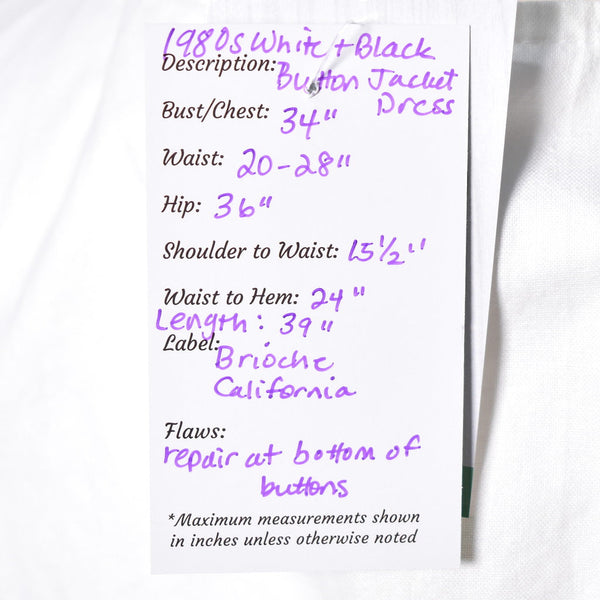 1980s White + Black
Description: Button Jacket
Dress
Bust/Chest: 34"
Waist: 20-28"
Hip: 36"
Shoulder to Waist: 15 1/2"
Waist to Hem: 24"
Length: 39"
Label:
Brioche
California
Flaws:
repair at bottom of
buttons
*Maximum measurements shown
in inches unless otherwise noted